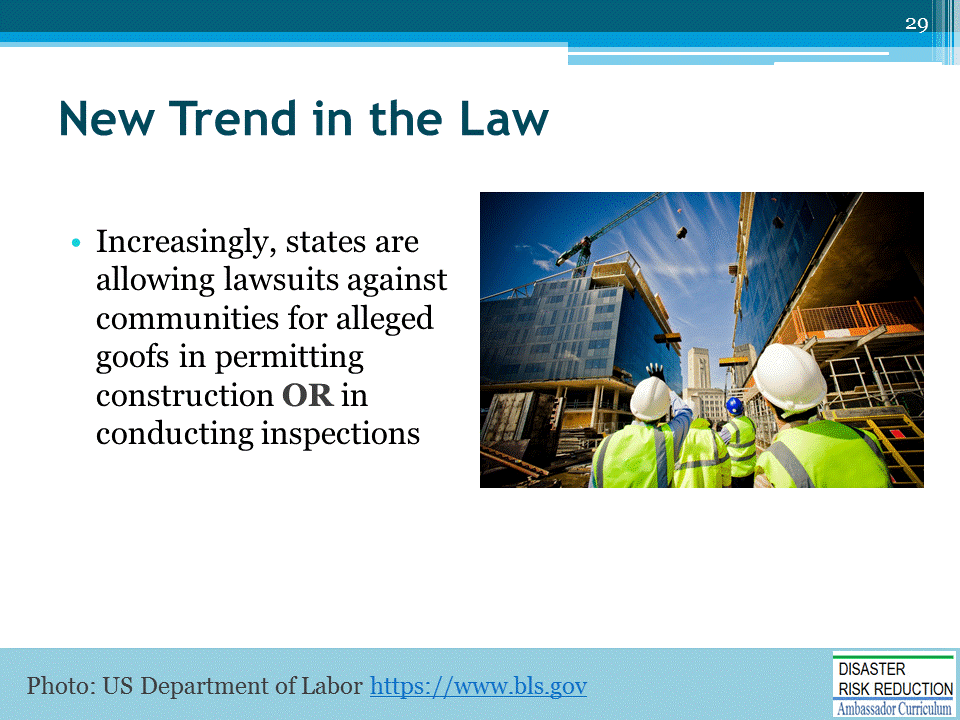 29
New Trend in the Law
• Increasingly, states are
allowing lawsuits against
communities for alleged
goofs in permitting
construction OR in
conducting inspections
Photo: US Department of Labor https://www.bls.gov
DISASTER
RISK REDUCTION
Ambassador Curriculum